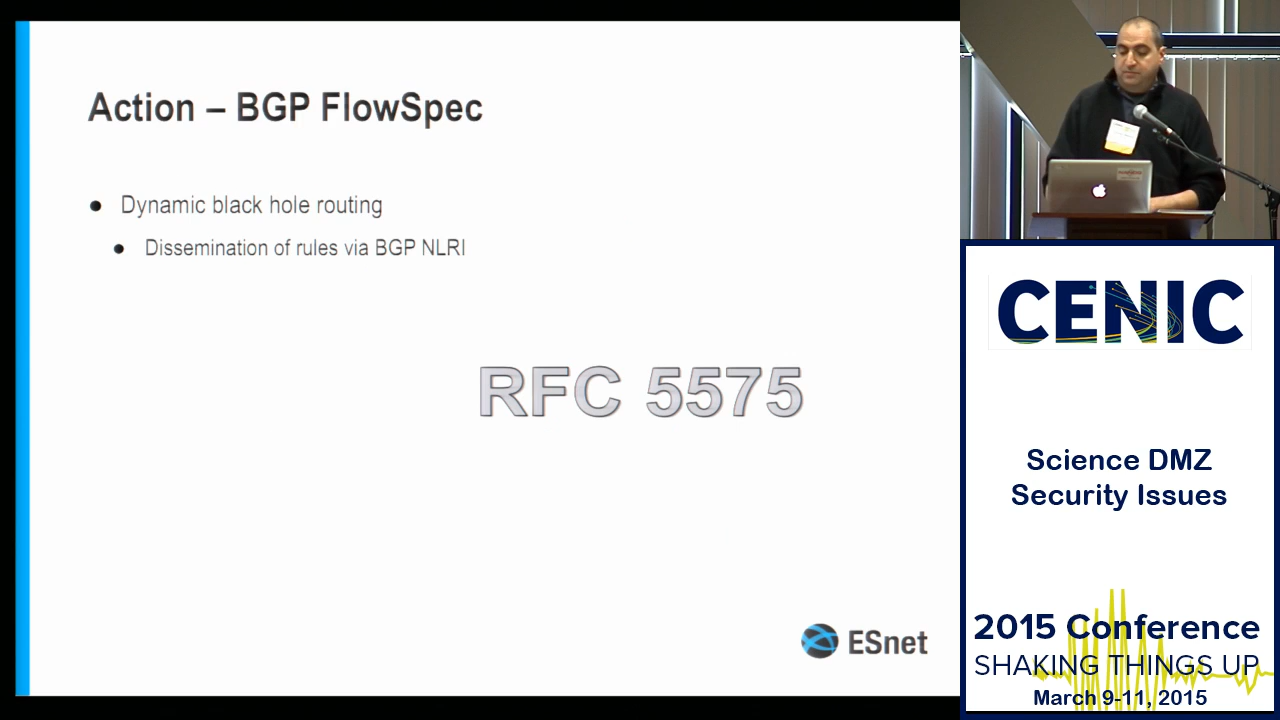 Action – BGP FlowSpec
● Dynamic black hole routing
● Dissemination of rules via BGP NLRI
RFC 5575
ESnet
CENIC
Science DMZ
Security Issues
2015 Conference
SHAKING THINGS UP
March 9-11, 2015